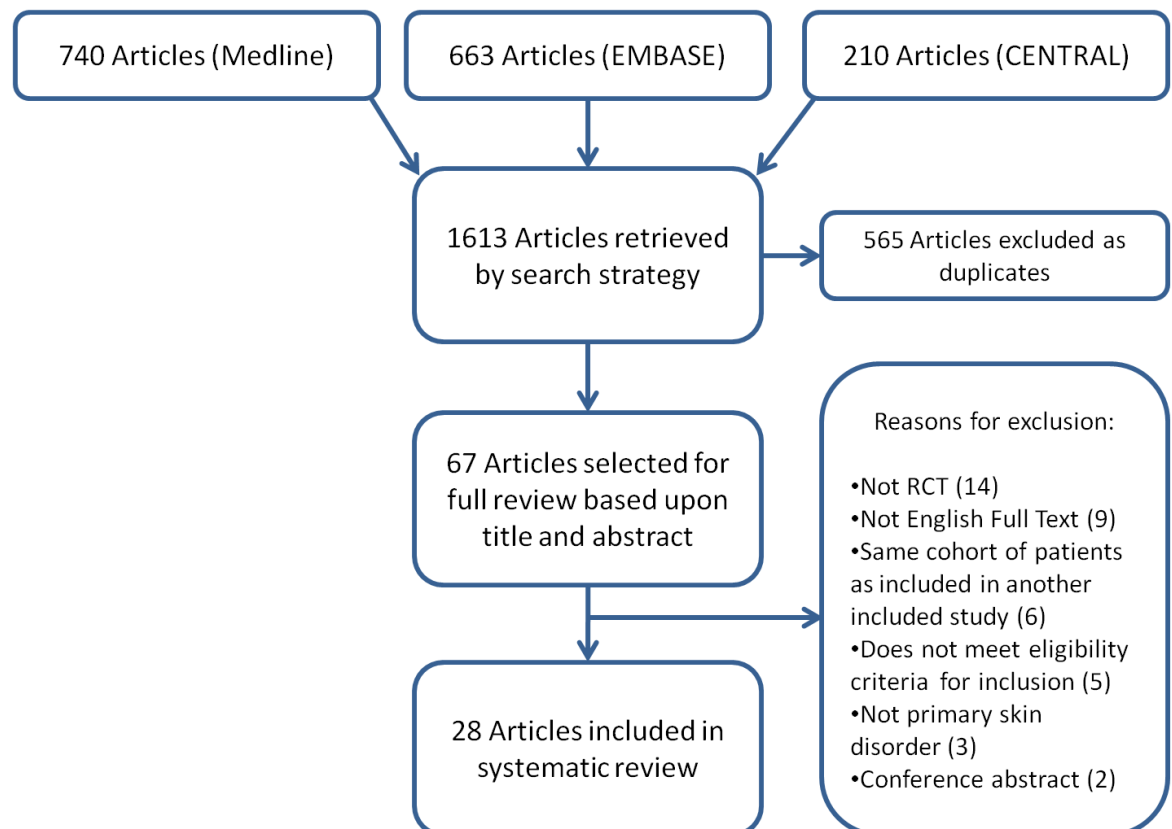 740 Articles (Medline)
663 Articles (EMBASE)
210 Articles (CENTRAL)
1613 Articles retrieved
by search strategy
565 Articles excluded as
duplicates
67 Articles selected for
full review based upon
title and abstract
Reasons for exclusion:
•Not RCT (14)
•Not English Full Text (9)
•Same cohort of patients
as included in another
included study (6)
•Does not meet eligibility
criteria for inclusion (5)
•Not primary skin
disorder (3)
•Conference abstract (2)
28 Articles included in
systematic review